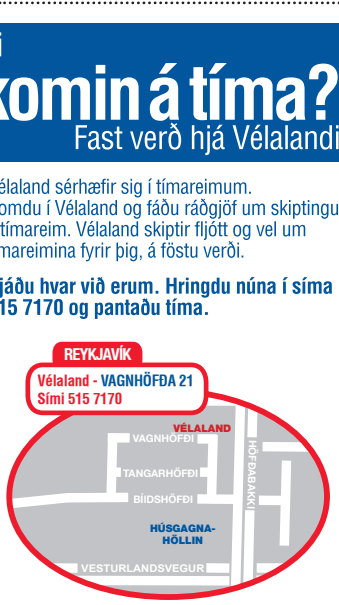 i
komin á tíma?
Fast verð hjá Vélalandi
élaland sérhæfir sig í tímareimum.
omdu í Vélaland og fáðu ráðgjöf um skiptingu
tímareim. Vélaland skiptir fljótt og vel um
mareimina fyrir þig, á föstu verði.
jáðu hvar við erum. Hringdu núna í síma
15 7170 og pantaðu tíma.
REYKJAVÍK
Vélaland - VAGNHÖFÐA 21
Sími 515 7170
VÉLALAND
VAGNHÖFÐI
HÖFÐABAKKI
TANGARHÖFÐI
BÍLDSHÖFÐI
HÚSGAGNA-
HÖLLIN
VESTURLANDSVEGUR